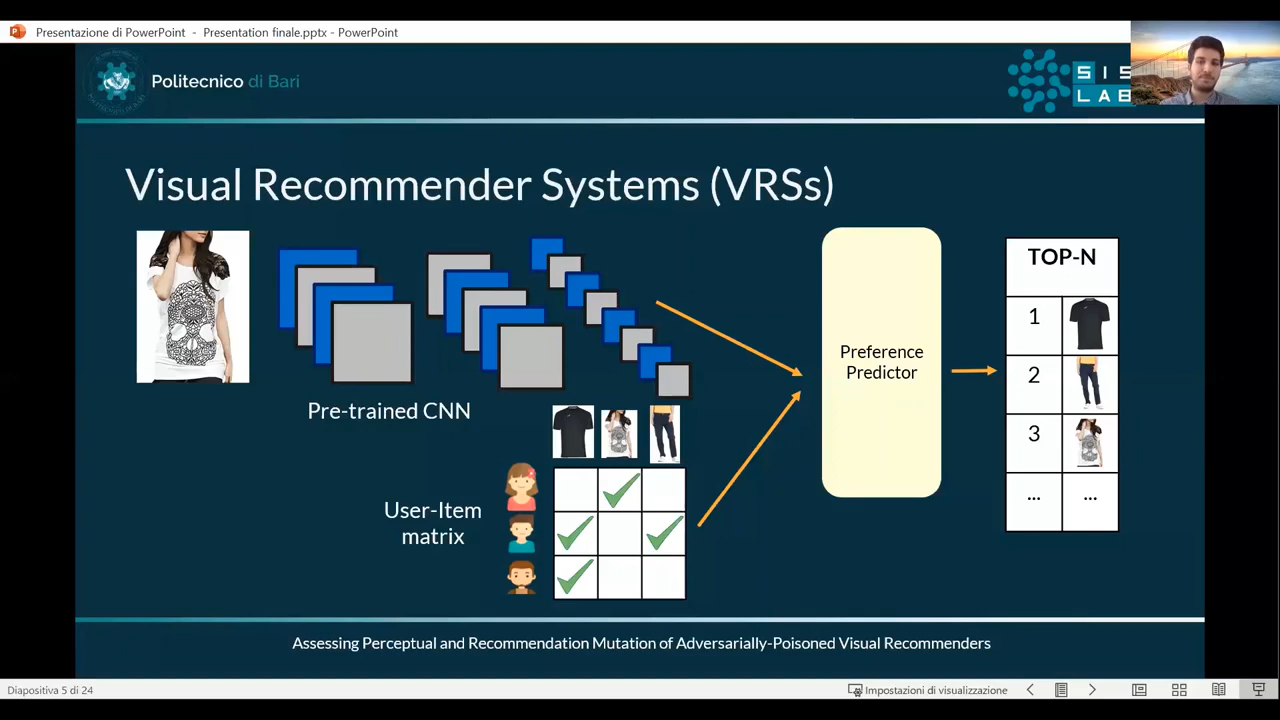 Presentazione di PowerPoint - Presentation finale.pptx - PowerPoint
Politecnico di Bari
SIS
LAB
Visual Recommender Systems (VRSs)
TOP-N
1
2
3
... ...
Preference
Predictor
Pre-trained CNN
User-Item
matrix
Assessing Perceptual and Recommendation Mutation of Adversarially-Poisoned Visual Recommenders
Diapositiva 5 di 24
Impostazioni di visualizzazione